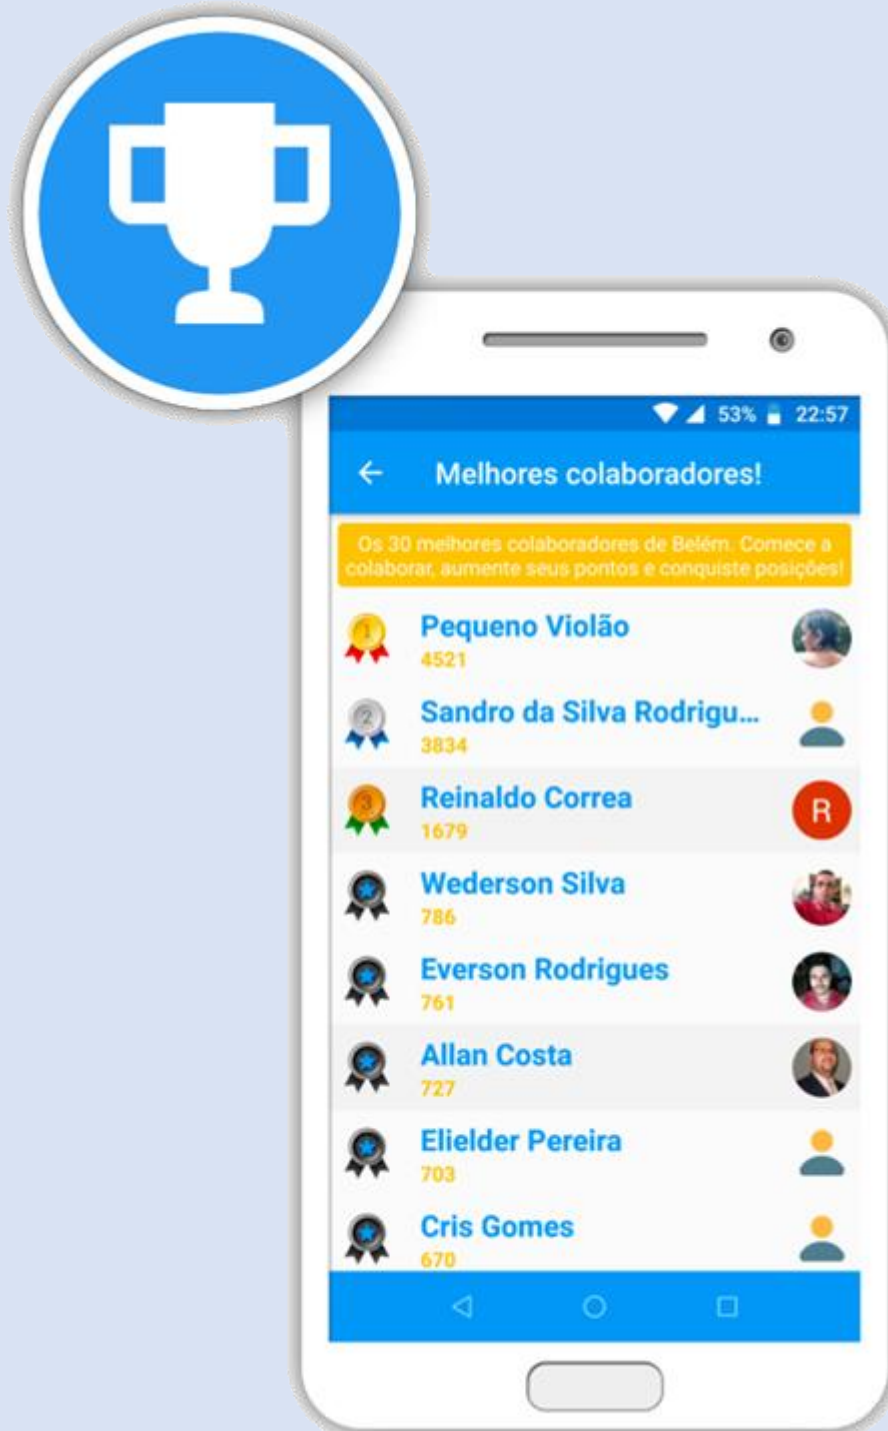 53% 22:57
Melhores colaboradores!
Os 30 melhores colaboradores de Belém. Comece a
colaborar, aumente seus pontos e conquiste posições!
1
Pequeno Violão
4521
2
Sandro da Silva Rodrigu...
3834
3
Reinaldo Correa
1679
R
Wederson Silva
786
Everson Rodrigues
761
Allan Costa
727
Elielder Pereira
703
Cris Gomes
670